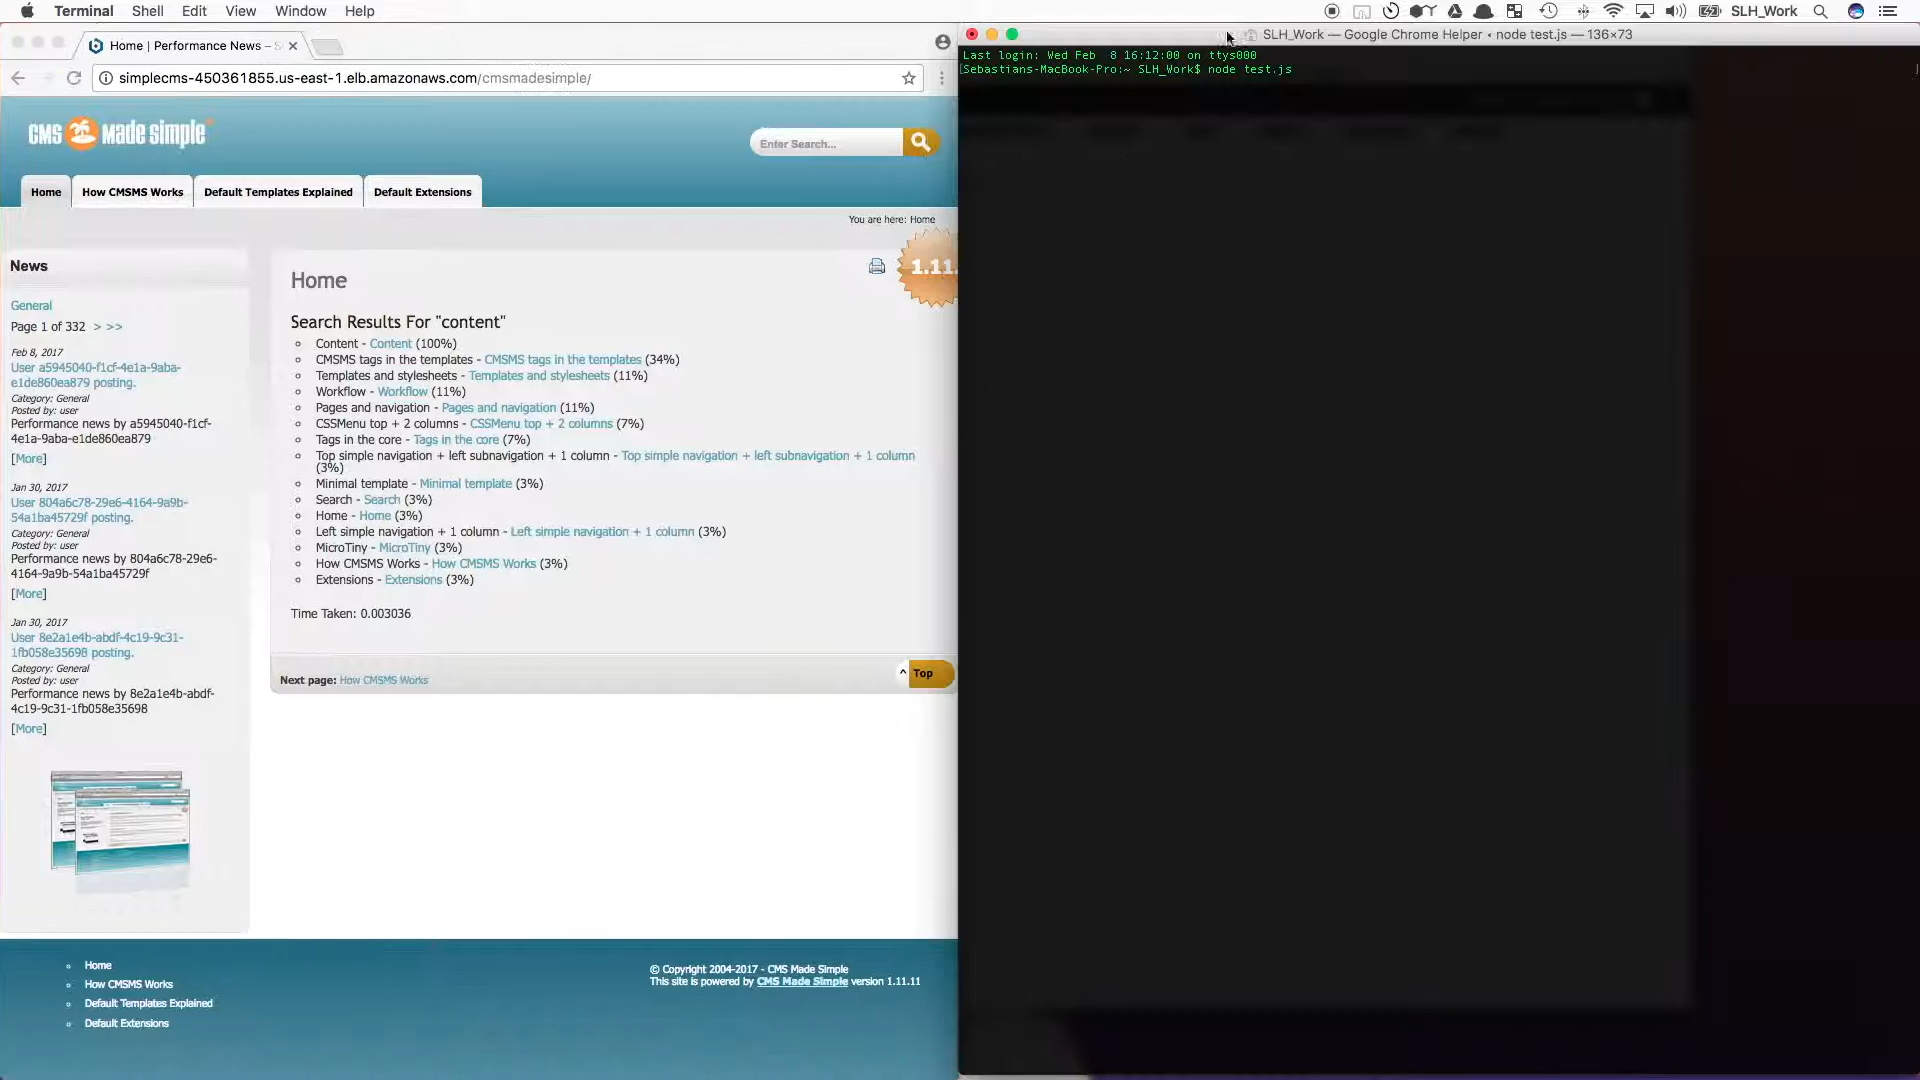 Terminal Shell Edit View Window Help
SLH_Work
Home | Performance News –
simplecms-450361855.us-east-1.elb.amazonaws.com/cmsmadesimple/
SLH_Work — Google Chrome Helper • node test.js — 136×73
Last login: Wed Feb  8 16:12:00 on ttys000
[Sebastians-MacBook-Pro:~ SLH_Work$ node test.js ]
CMS made simple
Enter Search...
Home
How CMSMS Works
Default Templates Explained
Default Extensions
You are here: Home
News
General
Page 1 of 332 > >>
Feb 8, 2017
User a5945040-f1cf-4e1a-9aba-
e1de860ea879 posting.
Category: General
Posted by: user
Performance news by a5945040-f1cf-
4e1a-9aba-e1de860ea879
[More]
Jan 30, 2017
User 804a6c78-29e6-4164-9a9b-
54a1ba45729f posting.
Category: General
Posted by: user
Performance news by 804a6c78-29e6-
4164-9a9b-54a1ba45729f
[More]
Jan 30, 2017
User 8e2a1e4b-abdf-4c19-9c31-
1fb058e35698 posting.
Category: General
Posted by: user
Performance news by 8e2a1e4b-abdf-
4c19-9c31-1fb058e35698
[More]
1.11.
Home
Search Results For "content"
Content - Content (100%)
CMSMS tags in the templates - CMSMS tags in the templates (34%)
Templates and stylesheets - Templates and stylesheets (11%)
Workflow - Workflow (11%)
Pages and navigation - Pages and navigation (11%)
CSSMenu top + 2 columns - CSSMenu top + 2 columns (7%)
Tags in the core - Tags in the core (7%)
Top simple navigation + left subnavigation + 1 column - Top simple navigation + left subnavigation + 1 column
(3%)
Minimal template - Minimal template (3%)
Search - Search (3%)
Home - Home (3%)
Left simple navigation + 1 column - Left simple navigation + 1 column (3%)
MicroTiny - MicroTiny (3%)
How CMSMS Works - How CMSMS Works (3%)
Extensions - Extensions (3%)
Time Taken: 0.003036
Next page: How CMSMS Works
^ Top
Home
How CMSMS Works
Default Templates Explained
Default Extensions
© Copyright 2004-2017 - CMS Made Simple
This site is powered by CMS Made Simple version 1.11.11